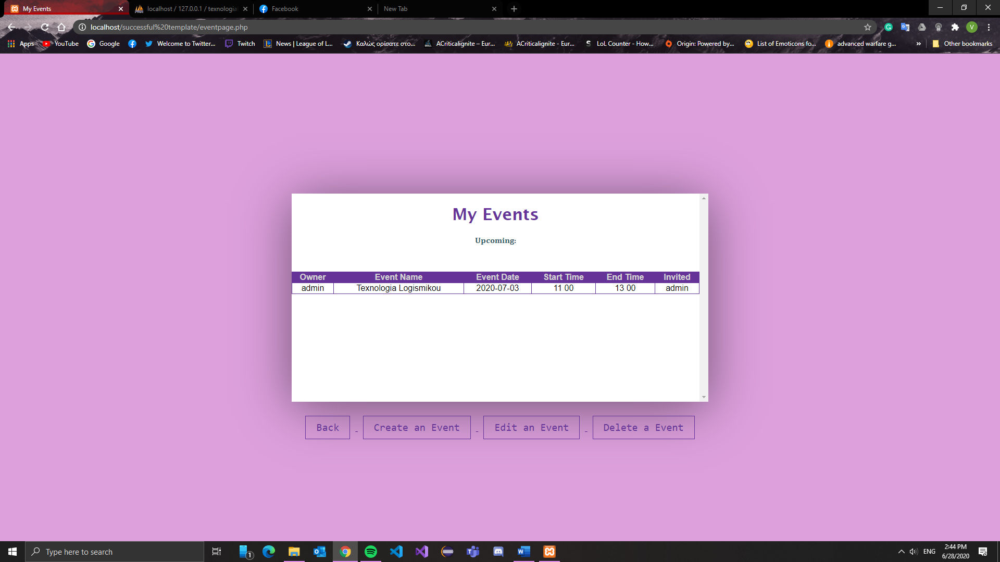 My Events
localhost / 127.0.0.1 / texnologia
Facebook
New Tab
localhost/successful%20template/eventpage.php
V
Apps
YouTube
Google
Welcome to Twitter...
Twitch
News | League of L...
Καλώς ορίσατε στο...
ACriticalignite – Eur...
ACriticalignite - Eur...
S
LoL Counter - How...
Origin: Powered by...
List of Emoticons fo...
advanced warfare g...
»
Other bookmarks
My Events
Upcoming:
Owner Event Name Event Date Start Time End Time Invited
admin Texnologia Logismikou 2020-07-03 11 00 13 00 admin
Back - Create an Event - Edit an Event - Delete a Event
Type here to search
1
ENG
2:44 PM
6/28/2020